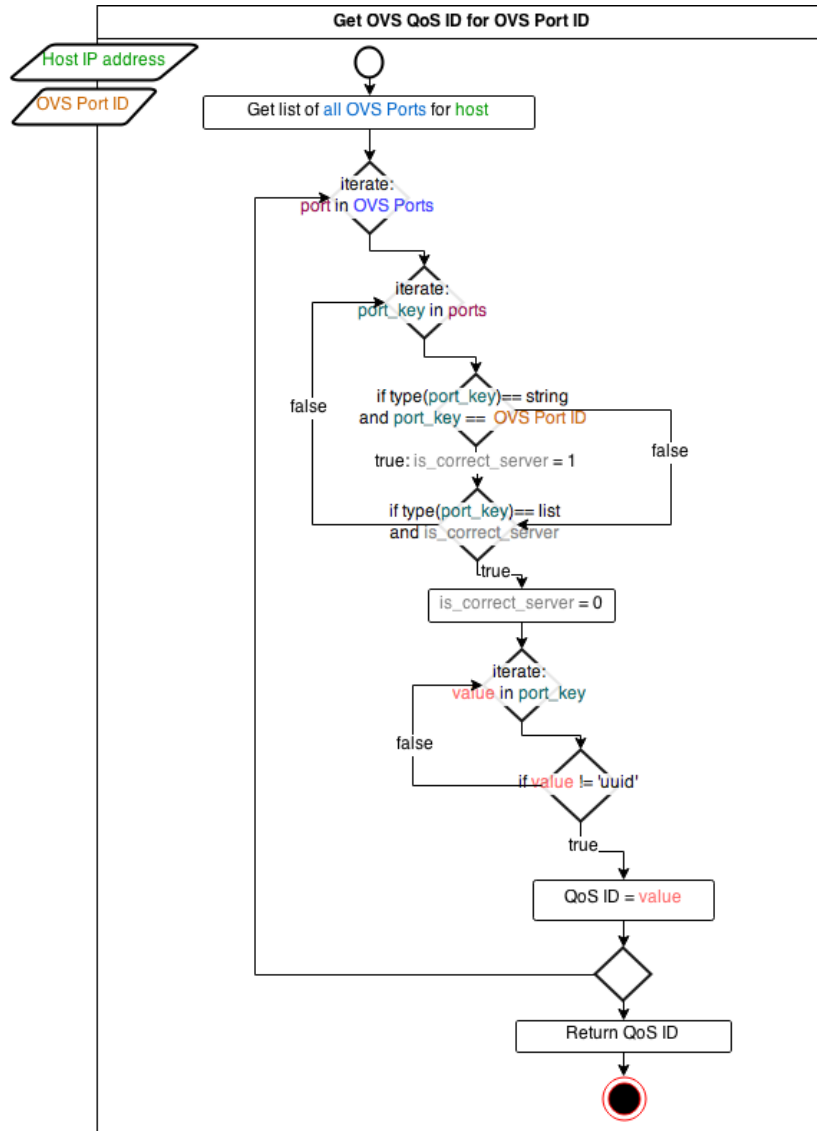 Get OVS QoS ID for OVS Port ID
Host IP address
OVS Port ID
Get list of all OVS Ports for host
iterate:
port in OVS Ports
iterate:
port_key in ports
if type(port_key)== string
and port_key == OVS Port ID
false
false
true: is_correct_server = 1
if type(port_key)== list
and is_correct_server
true
is_correct_server = 0
iterate:
value in port_key
false
if value != 'uuid'
true
QoS ID = value
Return QoS ID